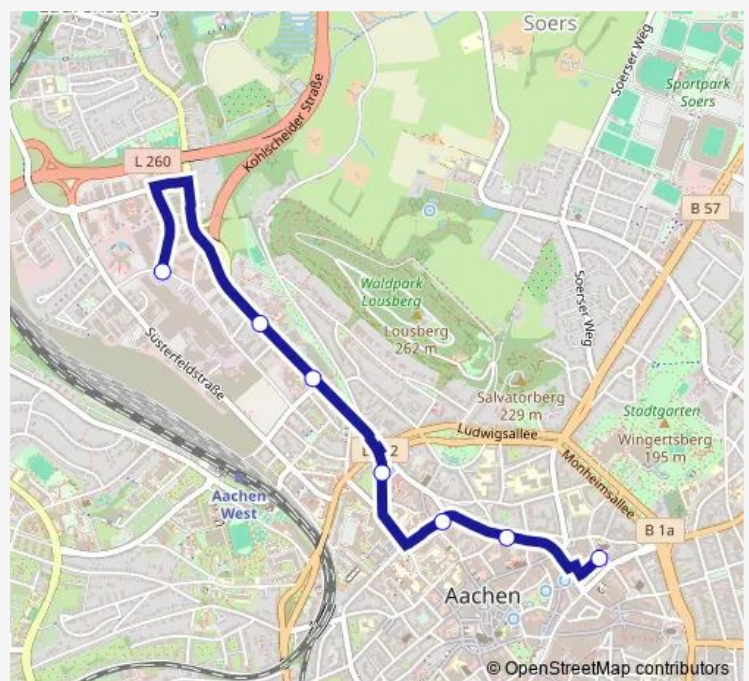 Soers
Soerser Weg
Sportpark
Soers
L 260
Kohlscheider Straße
B 57
Waldpark
Lousberg
Lousberg
262 m
Soerser Weg
Süsterfeldstraße
Salvatorberg
229 m
Stadtgarten
Wingertsberg
195 m
Ludwigsallee
2
Monheimsallee
Aachen
West
B 1a
Aachen
© OpenStreetMap contributors